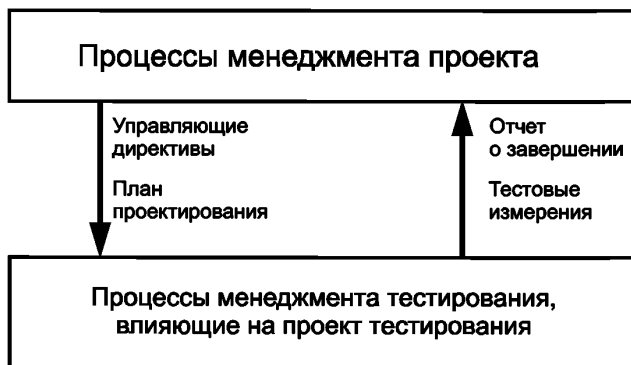 Процессы менеджмента проекта
Управляющие
директивы
План
проектирования
Отчет
о завершении
Тестовые
измерения
Процессы менеджмента тестирования,
влияющие на проект тестирования